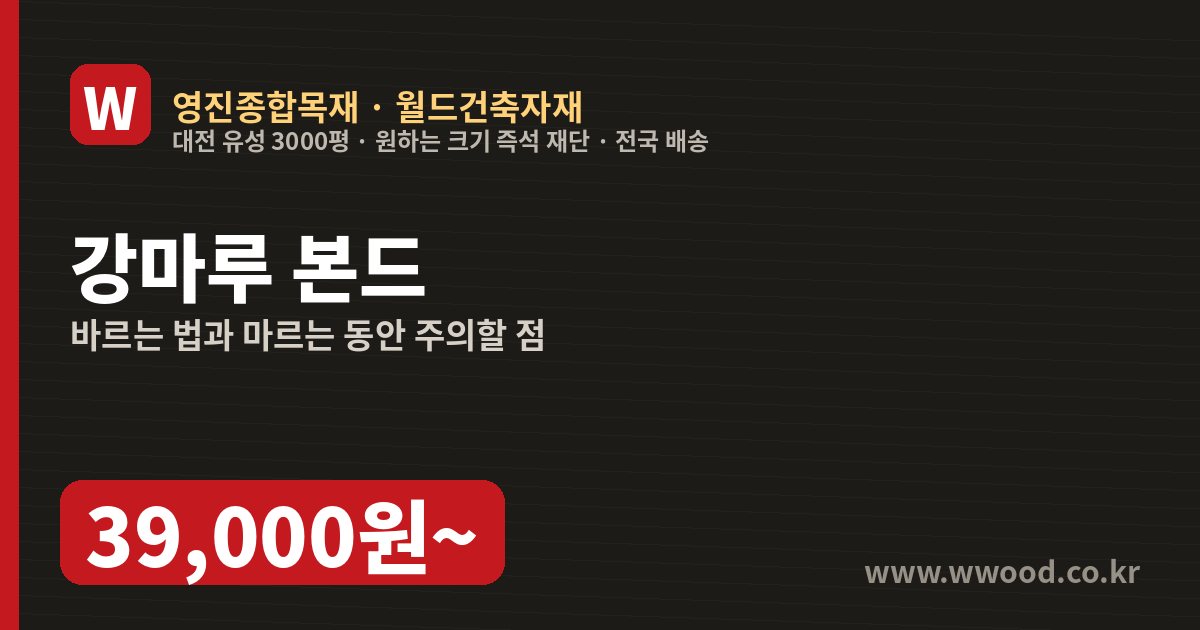 W
영진종합목재 · 월드건축자재
대전 유성 3000평 · 원하는 크기 즉석 재단 · 전국 배송
강마루 본드
바르는 법과 마르는 동안 주의할 점
39,000원~
www.wwood.co.kr